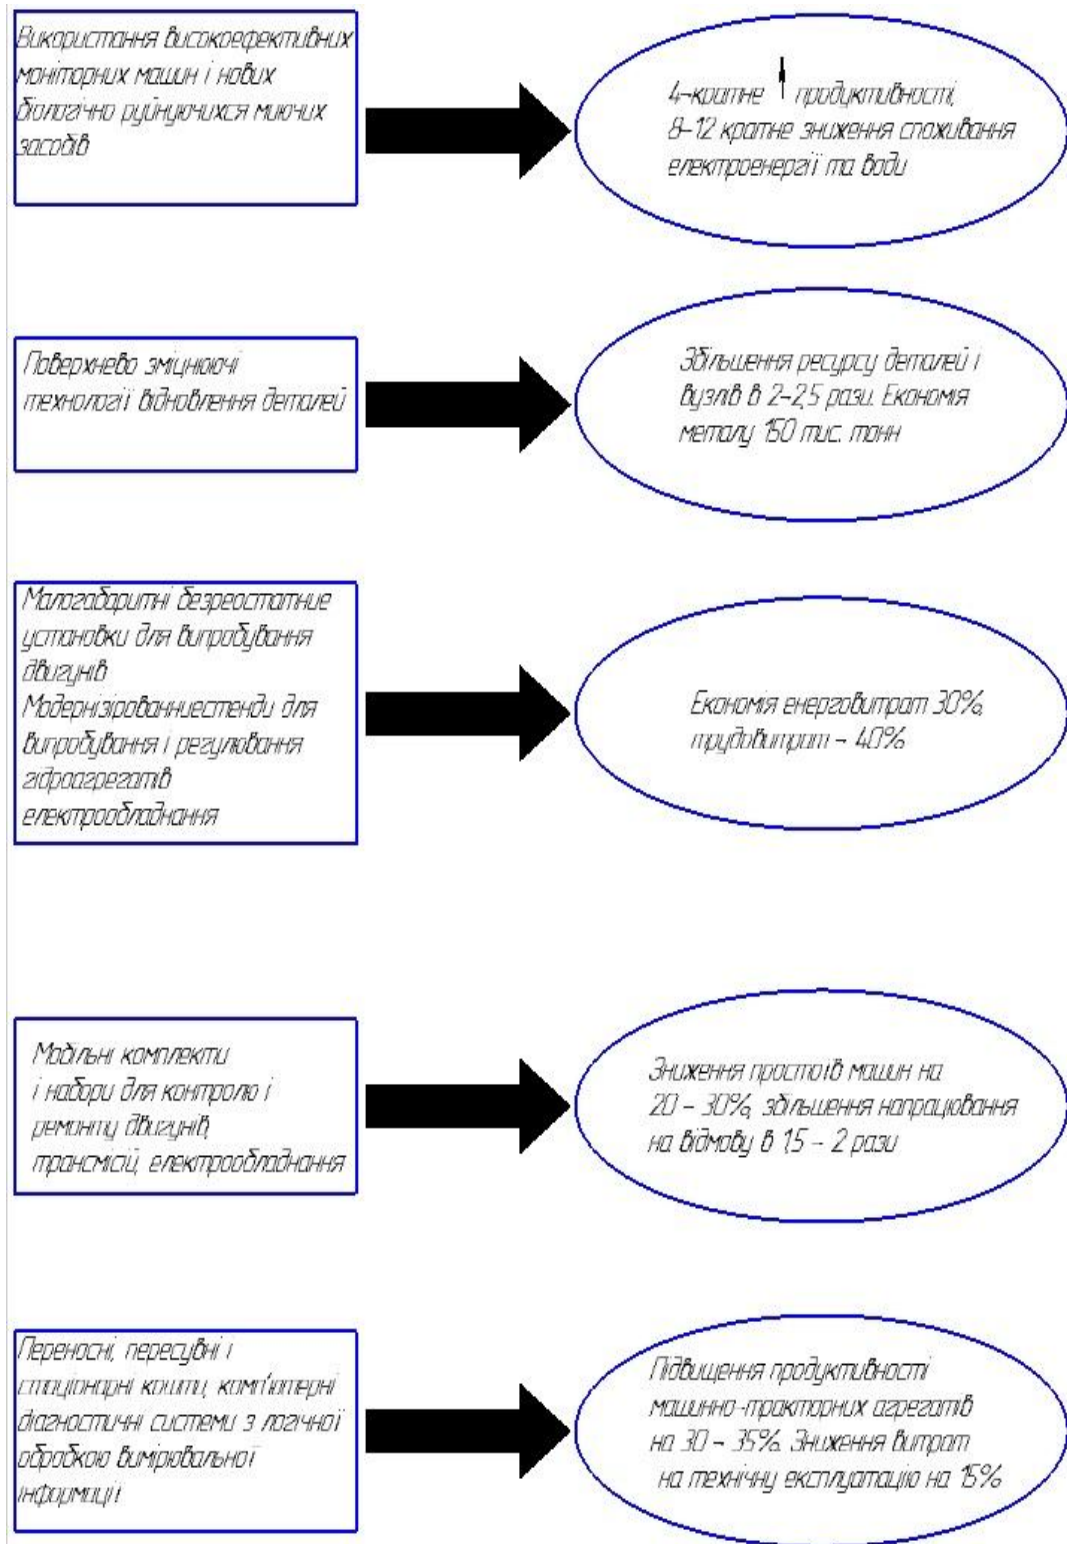 Використання високоефективних
моніторних машин і нових
біологічно руйнуючихся миючих
засобів
4-кратне ↑ продуктивності,
8-12 кратне зниження споживання
електроенергії та води
Поверхнево зміцнюючі
технології відновлення деталей
Збільшення ресурсу деталей і
вузлів в 2-2,5 рази. Економія
металу 150 тис. тонн
Малогабаритні безреостатние
установки для випробування
двигунів
Модернізірованниестенди для
випробування і регулювання
гідроагрегатів
електрообладнання
Економія енерговитрат 30%,
трудовитрат - 40%
Мобільні комплекти
і набори для контролю і
ремонту двигунів,
трансмісій, електрообладнання
Зниження простоїв машин на
20 - 30%, збільшення напрацювання
на відмову в 1,5 - 2 рази
Переносні, пересувні і
стаціонарні кошти, комп'ютерні
діагностичні системи з логічної
обробкою вимірювальної
інформації
Підвищення продуктивності
машинно-тракторних агрегатів
на 30 - 35%. Зниження витрат
на технічну експлуатацію на 15%